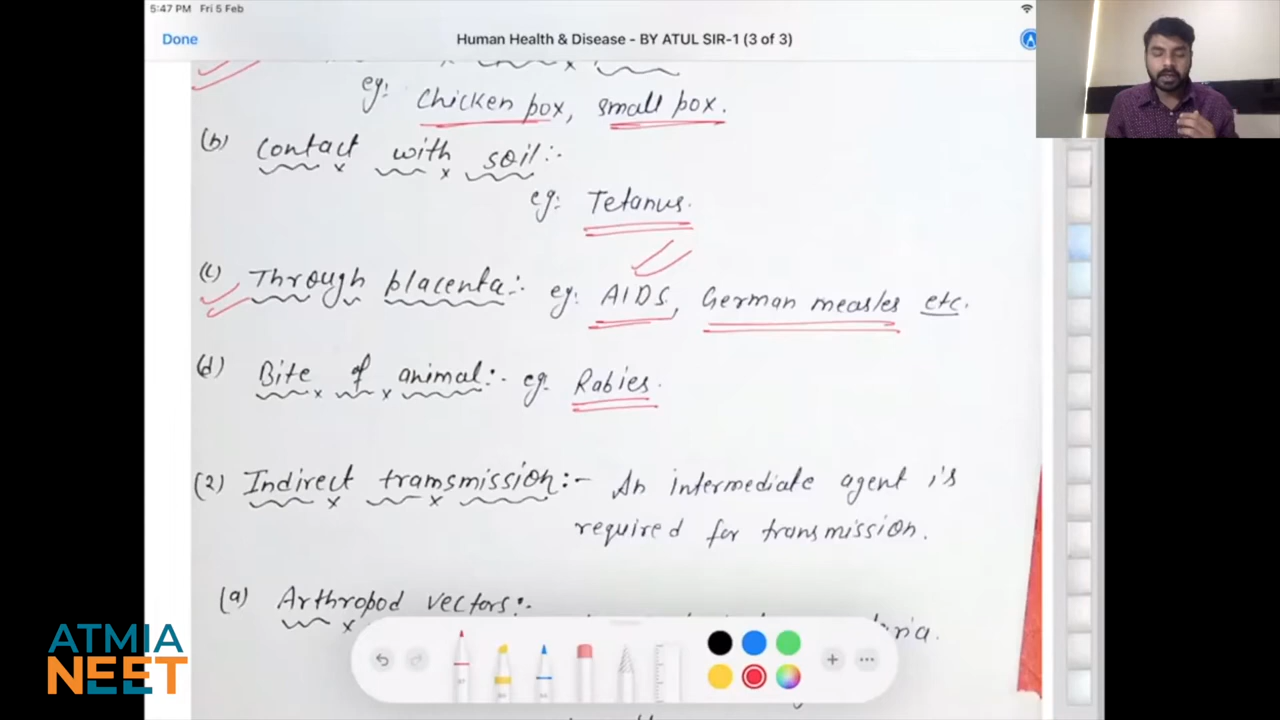 5:47 PM Fri 5 Feb
Done
Human Health & Disease - BY ATUL SIR-1 (3 of 3)
eg: Chicken pox, small pox.
(b) Contact with soil:-
eg: Tetanus.
(c) Through placenta:- eg: AIDS, German measles etc.
(d) Bite of animal:- eg. Rabies.
(2) Indirect transmission:- An intermediate agent is
required for transmission.
(a) Arthropod vectors:-
ATMIA
NEET